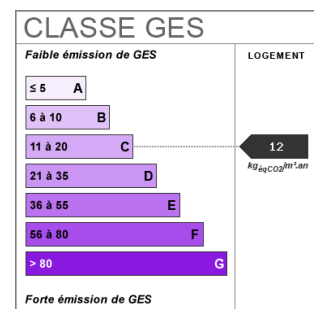 CLASSE GES
Faible émission de GES
LOGEMENT
≤ 5 A
6 à 10 B
11 à 20 C
12
kgéqCO2/m².an
21 à 35 D
36 à 55 E
56 à 80 F
> 80 G
Forte émission de GES